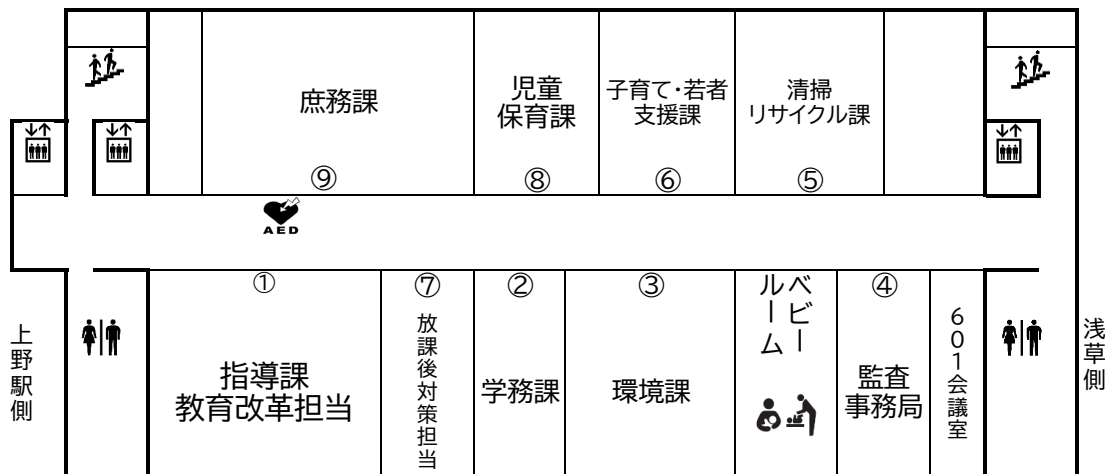 庶務課
⑨
児童
保育課
⑧
子育て・若者
支援課
⑥
清掃
リサイクル課
⑤
AED
①
指導課
教育改革担当
⑦
放課後対策担当
②
学務課
③
環境課
ベビー
ルーム
④
監査
事務局
601会議室
上野駅側
浅草側